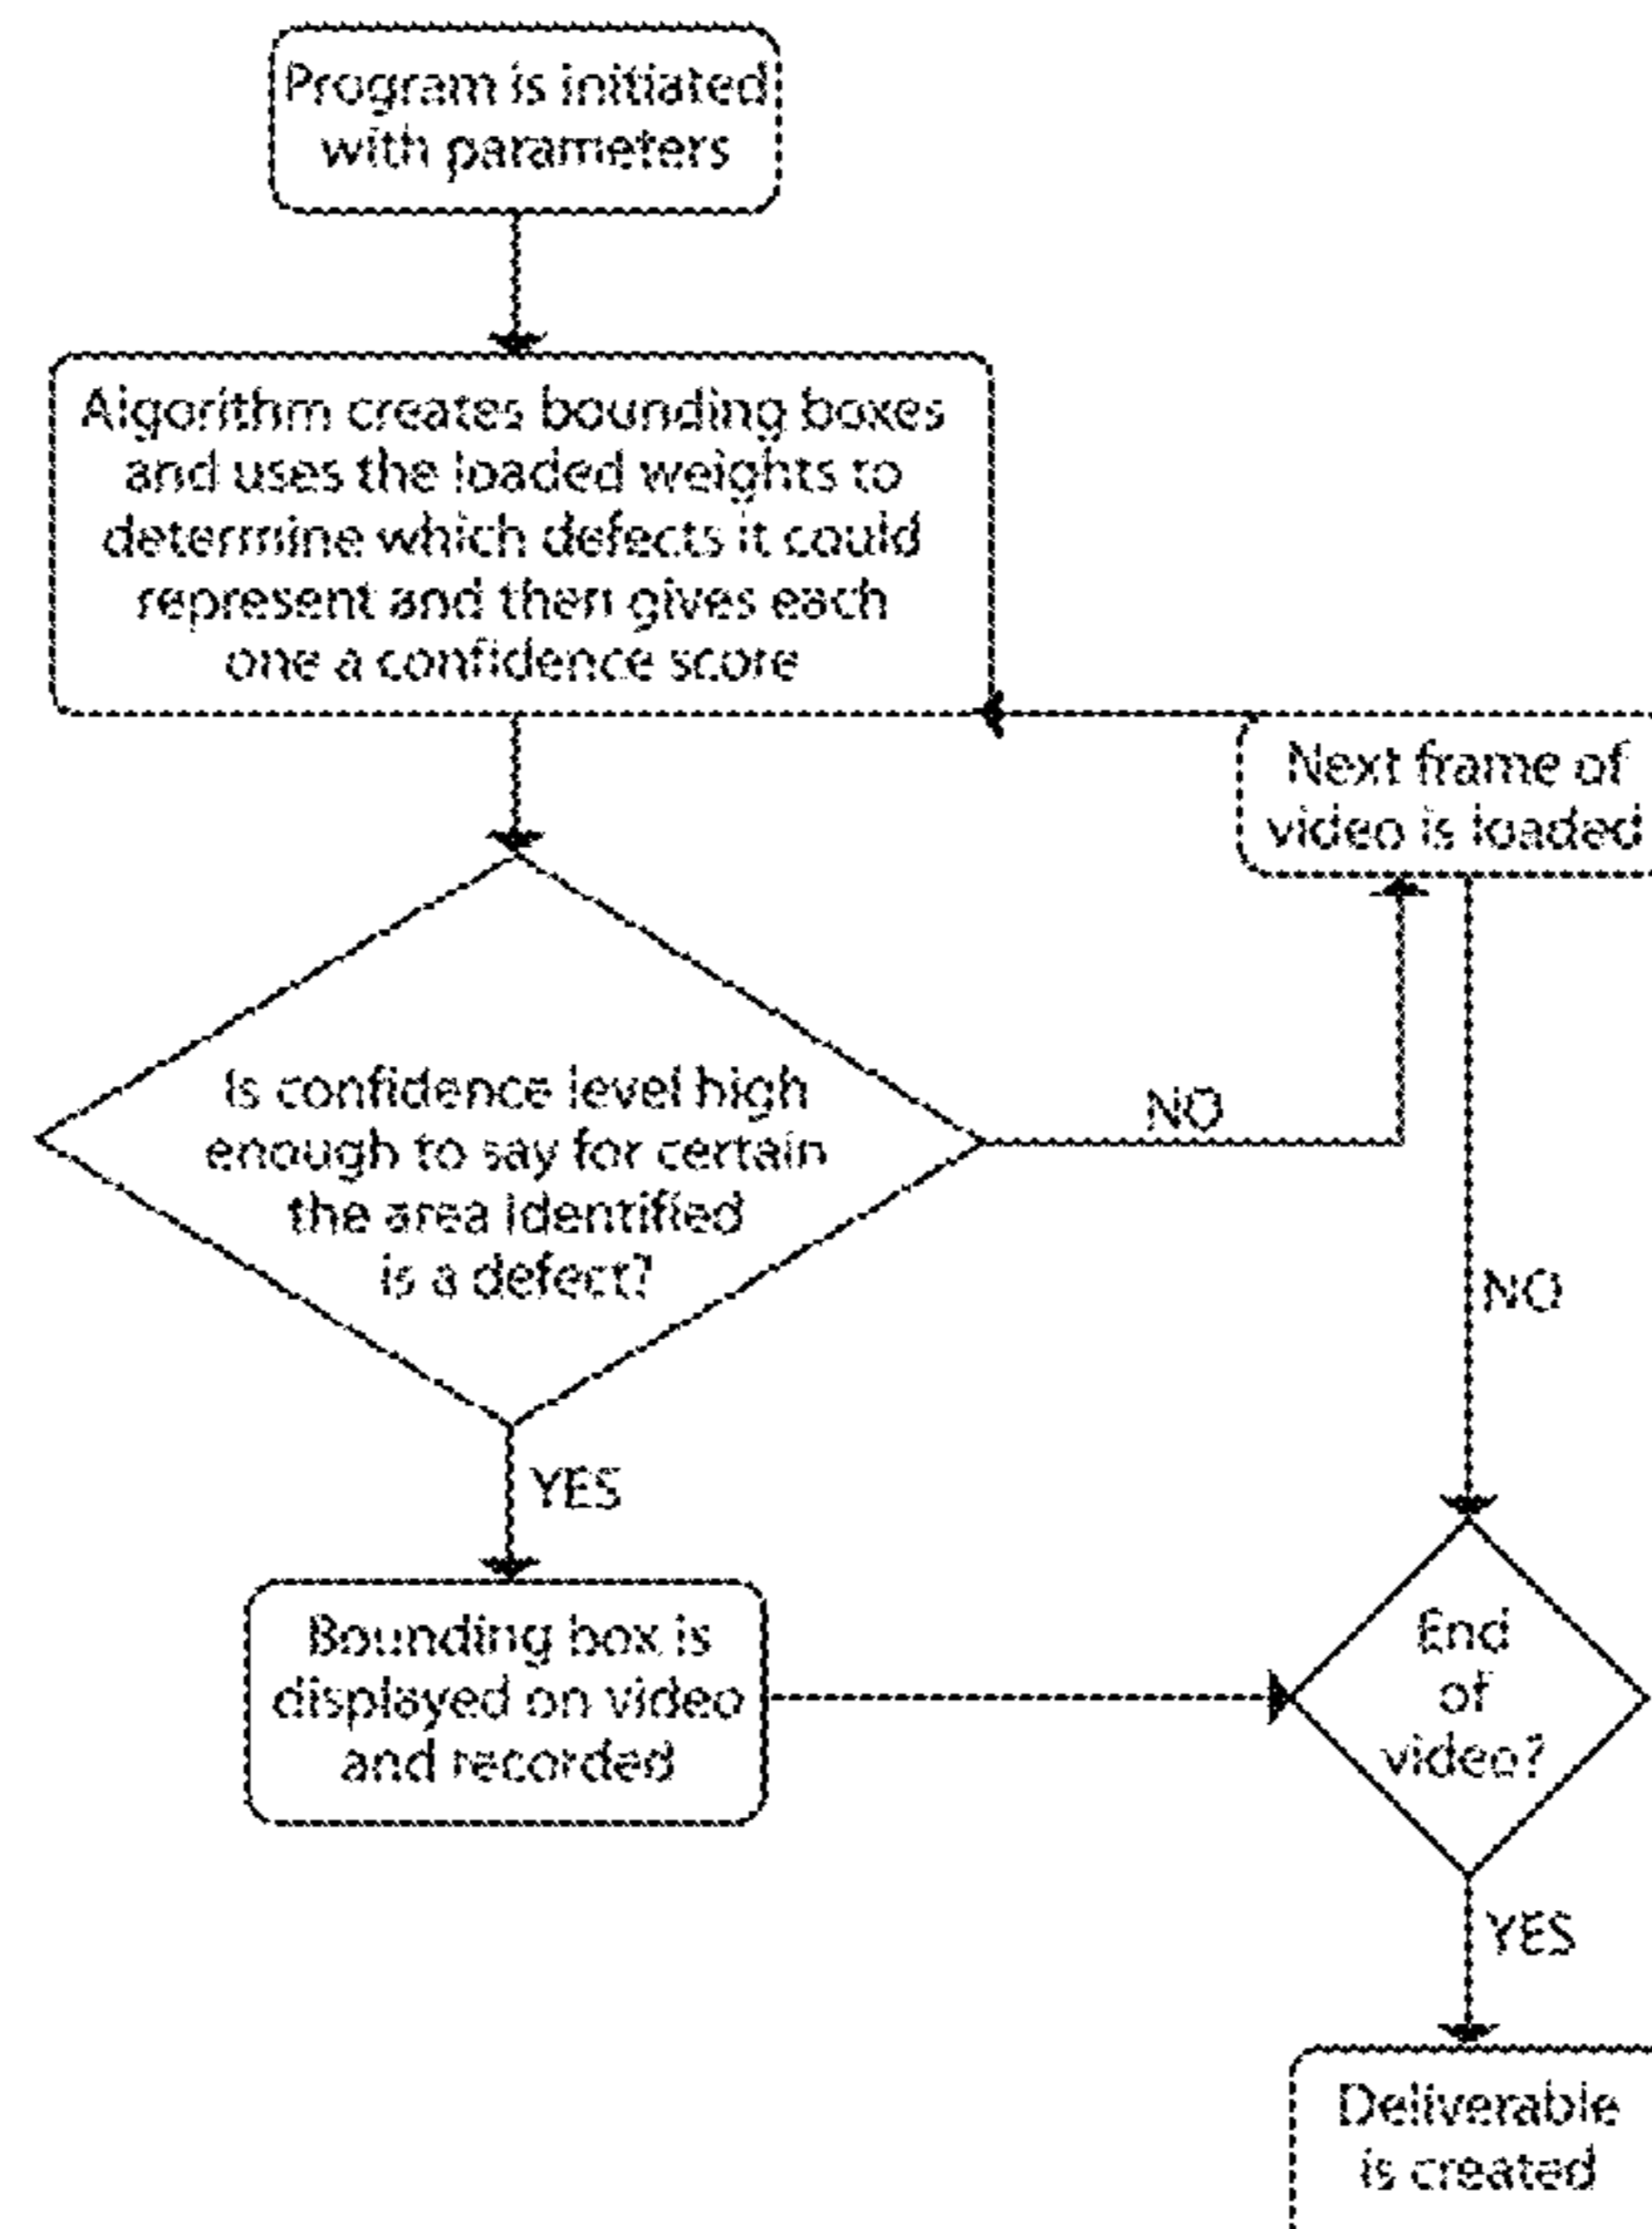 Program is initiated
with parameters
Algorithm creates bounding boxes
and uses the loaded weights to
determine which defects it could
represent and then gives each
one a confidence score
Next frame of
video is loaded
Is confidence level high
enough to say for certain
the area identified
is a defect?
NO
NO
YES
Bounding box is
displayed on video
and recorded
End
of
video?
YES
Deliverable
is created